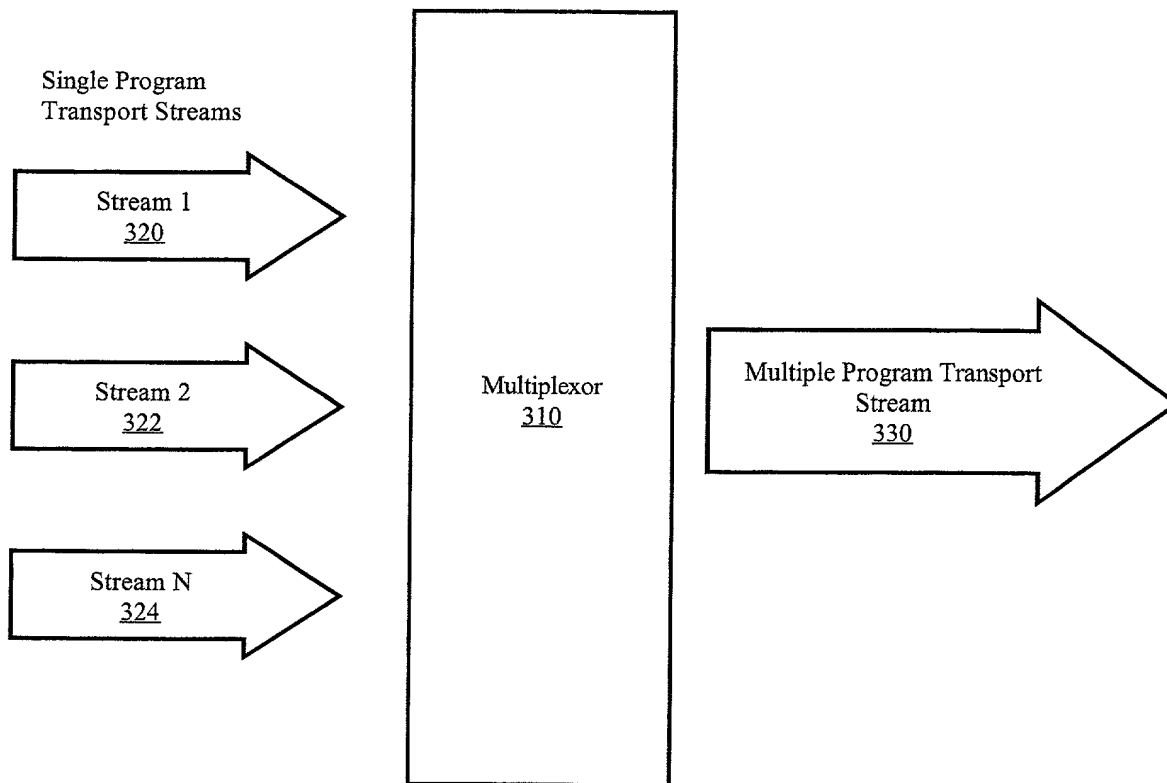 Single Program
Transport Streams
Stream 1
320
Stream 2
322
Stream N
324
Multiplexor
310
Multiple Program Transport
Stream
330